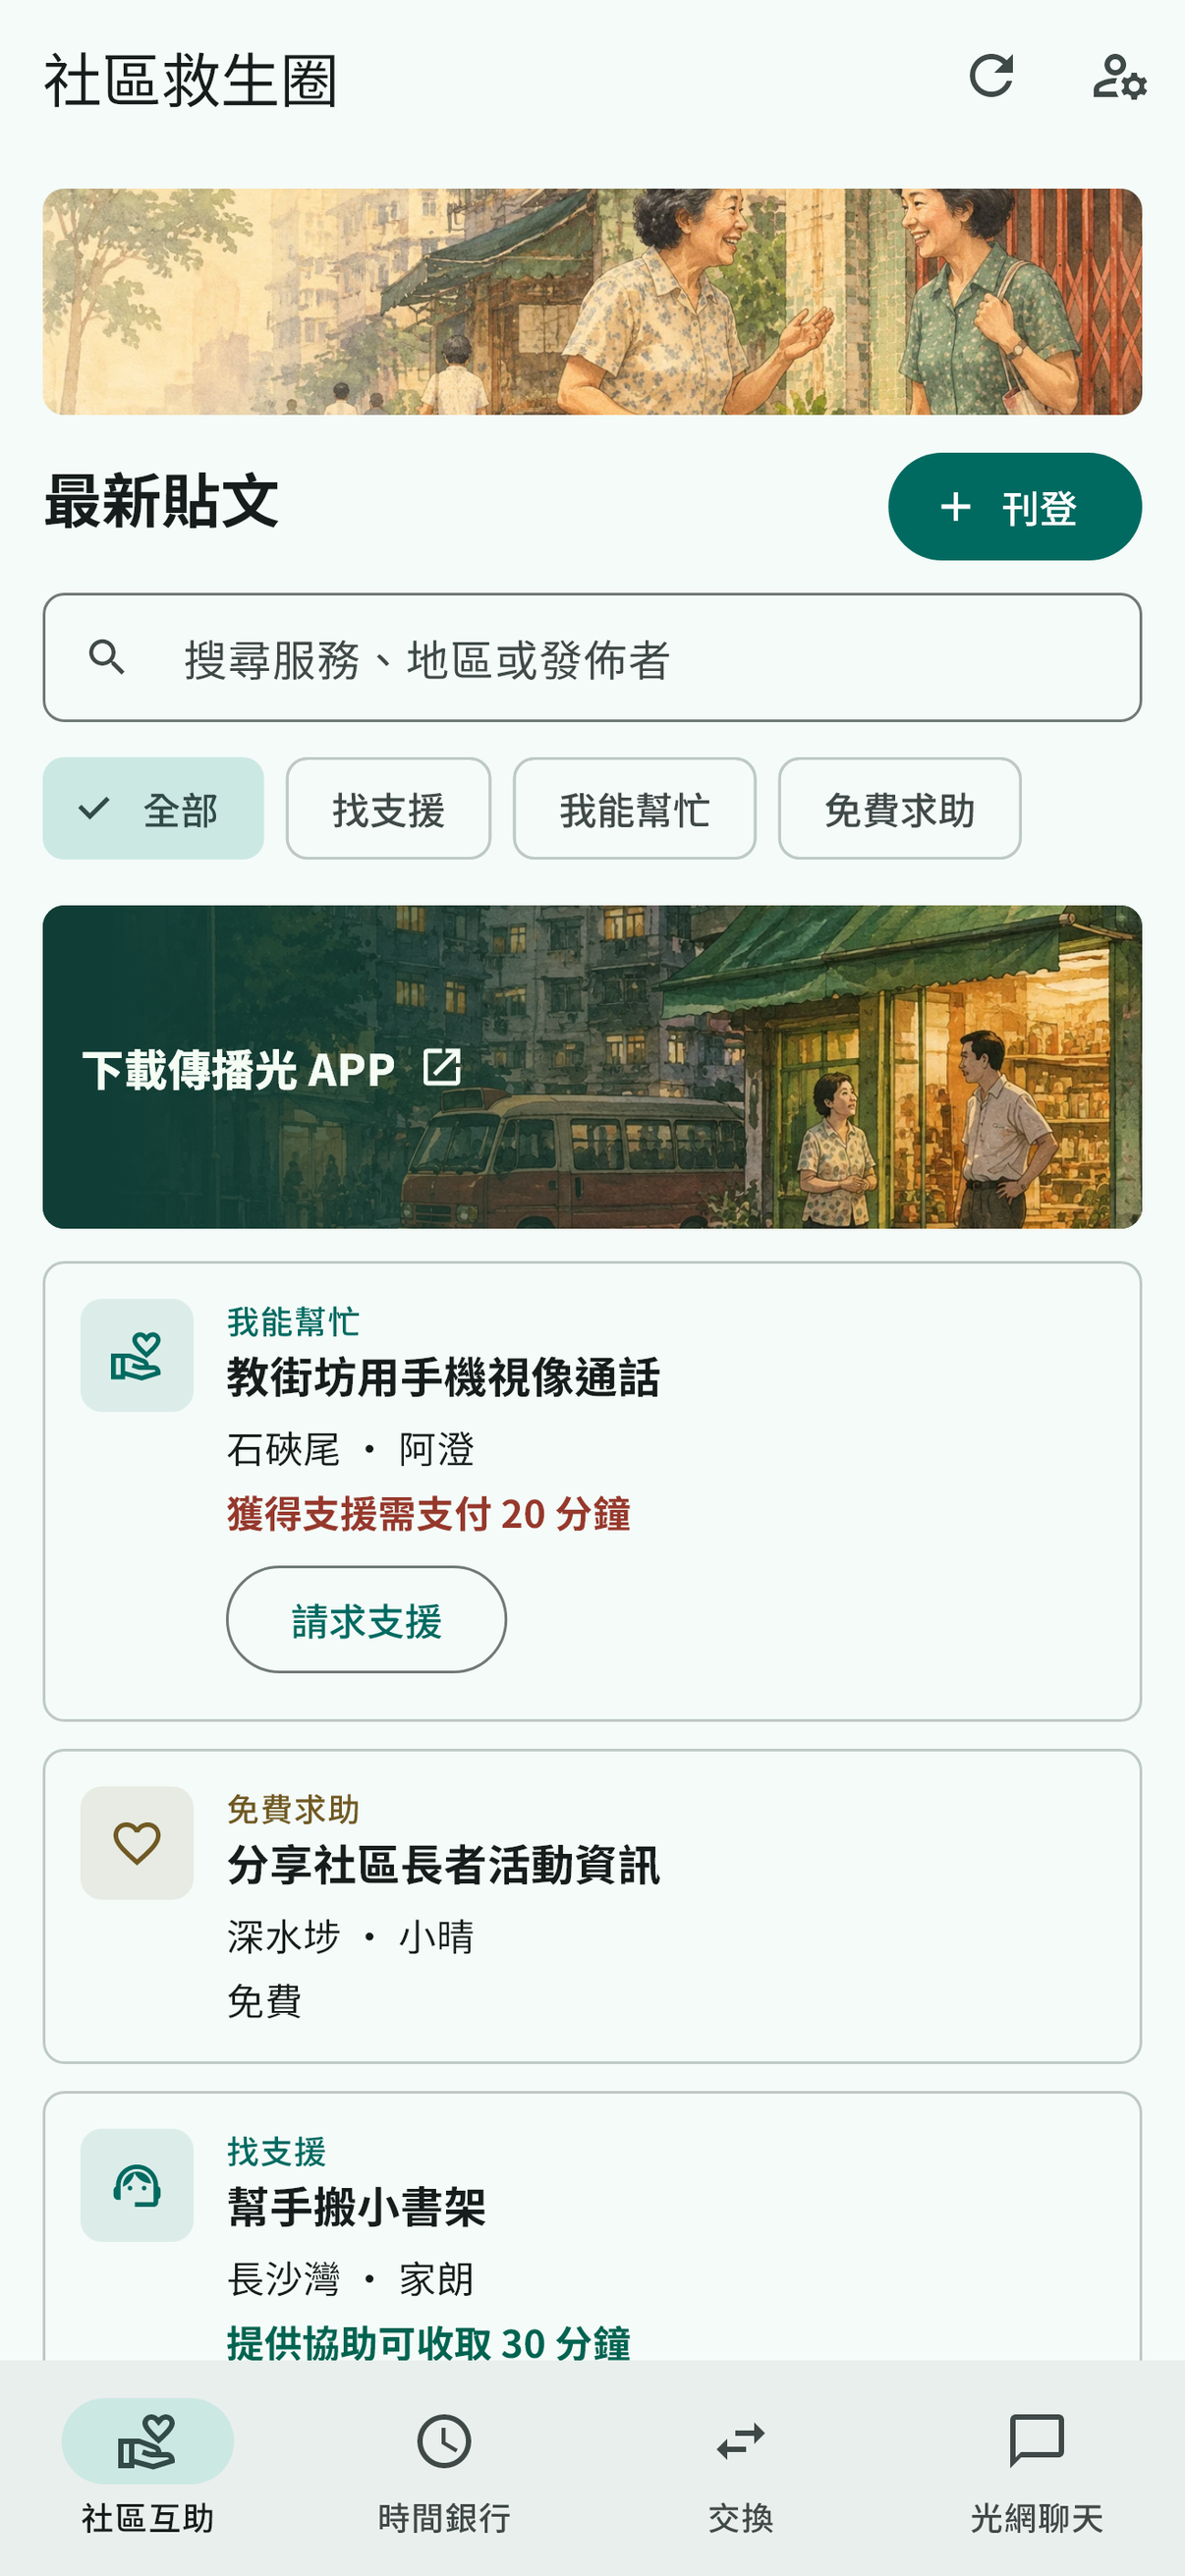 社區救生圈
最新貼文
刊登
搜尋服務、地區或發佈者
全部
找支援
我能幫忙
免費求助
下載傳播光 APP
我能幫忙
教街坊用手機視像通話
石硤尾 • 阿澄
獲得支援需支付 20 分鐘
請求支援
免費求助
分享社區長者活動資訊
深水埗 • 小晴
免費
找支援
幫手搬小書架
長沙灣 • 家朗
提供協助可收取 30 分鐘
社區互助
時間銀行
交換
光網聊天